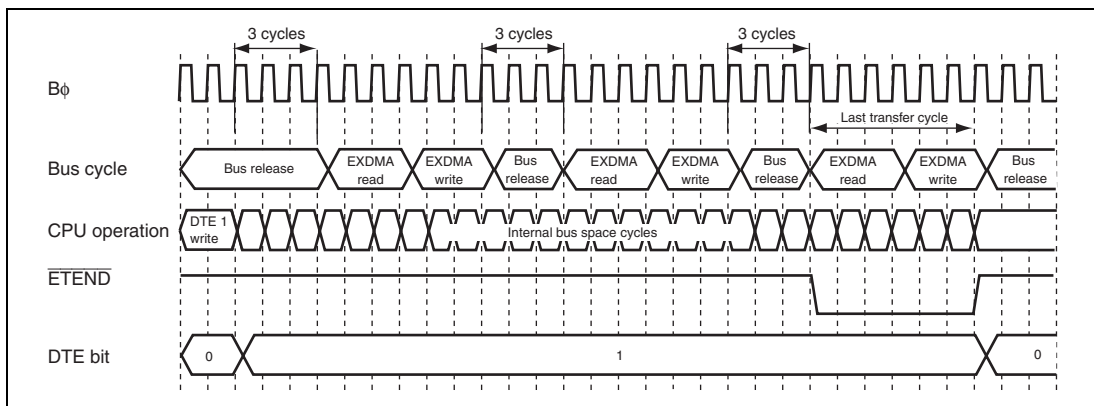 3 cycles 3 cycles 3 cycles
Bφ
Last transfer cycle
Bus cycle
Bus release
EXDMA read
EXDMA write
Bus release
EXDMA read
EXDMA write
Bus release
EXDMA read
EXDMA write
Bus release
CPU operation
DTE 1 write
Internal bus space cycles
ETEND
DTE bit
0 1 0